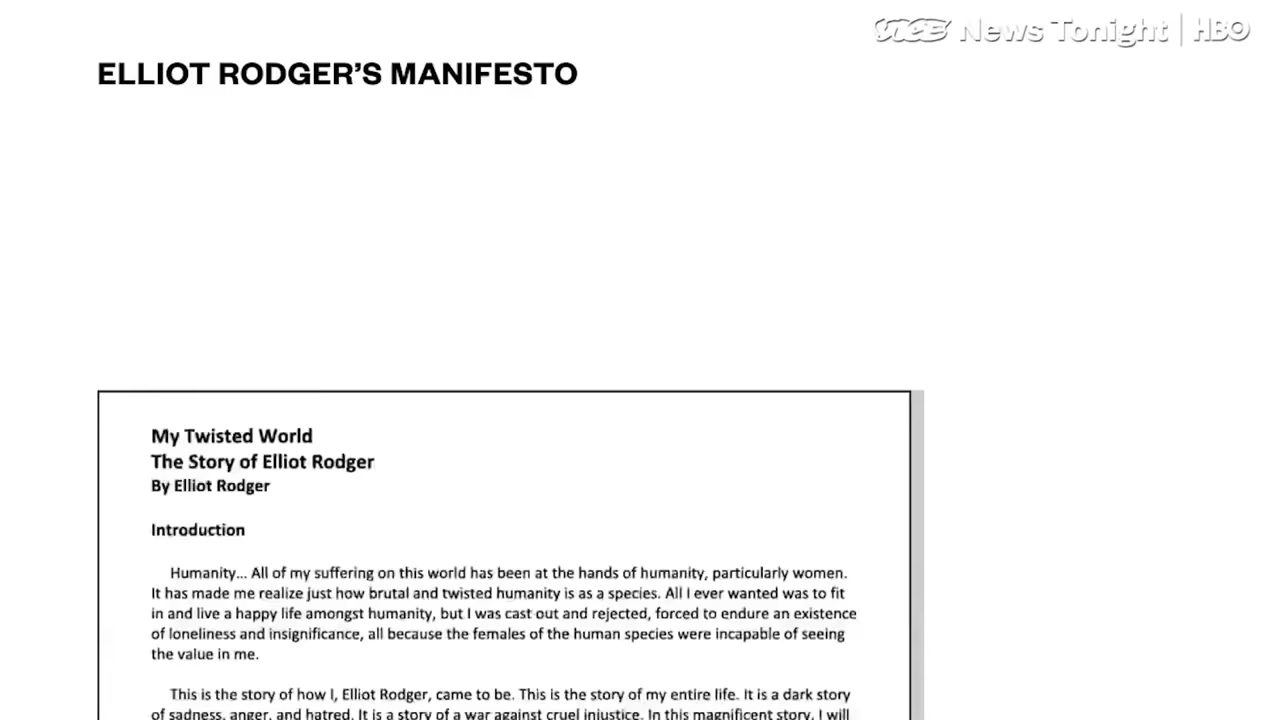 VICE News Tonight | HBO
ELLIOT RODGER'S MANIFESTO
My Twisted World
The Story of Elliot Rodger
By Elliot Rodger
Introduction
Humanity... All of my suffering on this world has been at the hands of humanity, particularly women.
It has made me realize just how brutal and twisted humanity is as a species. All I ever wanted was to fit
in and live a happy life amongst humanity, but I was cast out and rejected, forced to endure an existence
of loneliness and insignificance, all because the females of the human species were incapable of seeing
the value in me.
This is the story of how I, Elliot Rodger, came to be. This is the story of my entire life. It is a dark story
of sadness, anger, and hatred. It is a story of a war against cruel injustice. In this magnificent story, I will